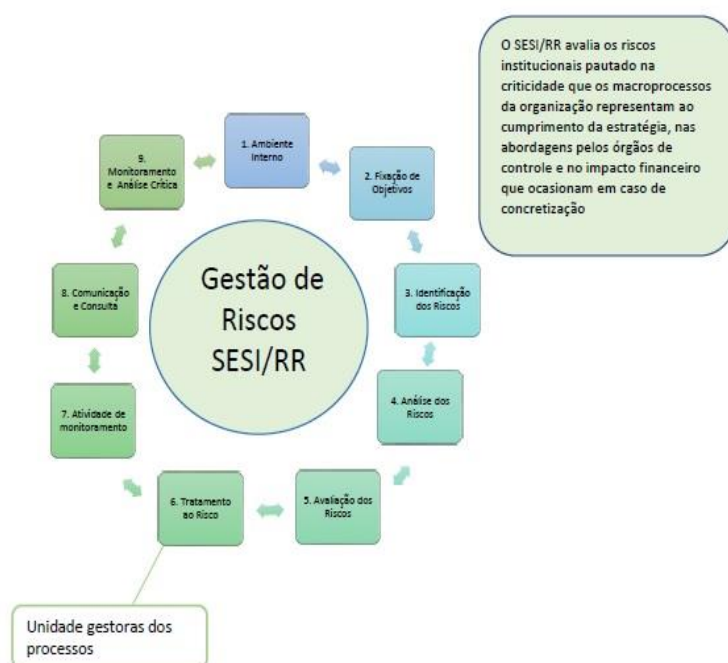 O SESI/RR avalia os riscos
institucionais pautado na
criticidade que os macroprocessos
da organização representam ao
cumprimento da estratégia, nas
abordagens pelos órgãos de
controle e no impacto financeiro
que ocasionam em caso de
concretização
1. Ambiente
Interno
2. Fixação de
Objetivos
3. Identificação
dos Riscos
4. Análise dos
Riscos
5. Avaliação dos
Riscos
6. Tratamento
ao Risco
7. Atividade de
monitoramento
8. Comunicação
e Consulta
9.
Monitoramento
e Análise Crítica
Gestão de
Riscos
SESI/RR
Unidade gestoras dos
processos